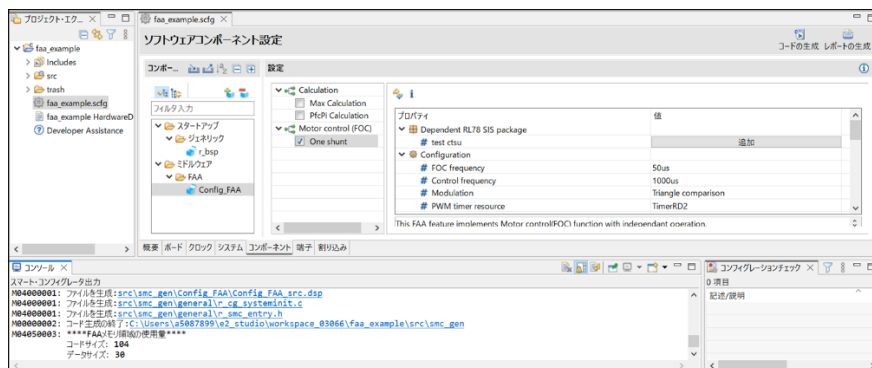 プロジェクト・エク...
faa_example
Includes
src
trash
faa_example.scfg
faa_example HardwareD
Developer Assistance
faa_example.scfg
ソフトウェアコンポーネント設定
コードの生成 レポートの生成
コンポー...
フィルタ入力
スタートアップ
ジェネリック
r_bsp
ミドルウェア
FAA
Config_FAA
設定
Calculation
Max Calculation
PfcPi Calculation
Motor control (FOC)
One shunt
プロパティ 値
Dependent RL78 SIS package
test ctsu 追加
Configuration
FOC frequency 50us
Control frequency 1000us
Modulation Triangle comparison
PWM timer resource TimerRD2
This FAA feature implements Motor control(FOC) function with independant operation.
概要 ボード クロック システム コンポーネント 端子 割り込み
コンソール
スマート・コンフィグレータ出力
M04000001: ファイルを生成:src\smc_gen\Config_FAA\Config_FAA_src.dsp
M04000001: ファイルを生成:src\smc_gen\general\r_cg_systeminit.c
M04000001: ファイルを生成:src\smc_gen\general\r_smc_entry.h
M00000002: コード生成の終了:C:\Users\a5087899\e2_studio\workspace_03066\faa_example\src\smc_gen
M04050003: ****FAAメモリ領域の使用量****
コードサイズ: 104
データサイズ: 30
コンフィグレーションチェック
0 項目
記述/説明